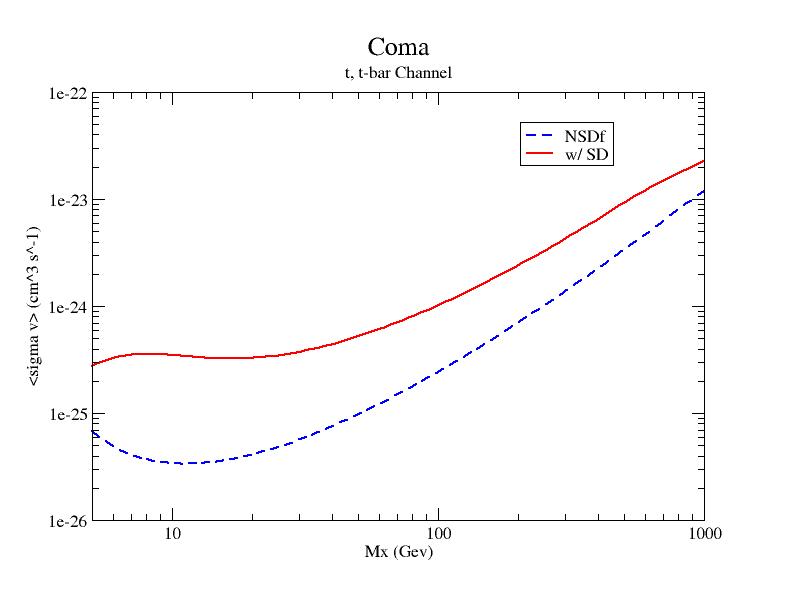 Coma
t, t-bar Channel
1e-22
NSDf
w/ SD
1e-23
<sigma v> (cm^3 s^-1)
1e-24
1e-25
1e-26
10
100
1000
Mx (Gev)